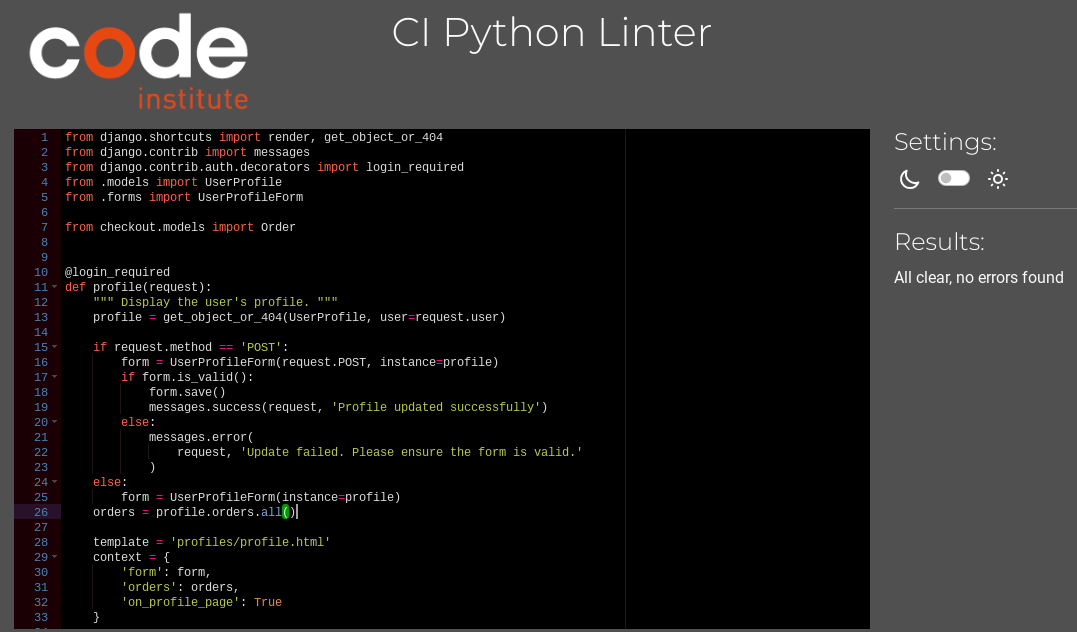 code
institute
CI Python Linter
1 from django.shortcuts import render, get_object_or_404
2 from django.contrib import messages
3 from django.contrib.auth.decorators import login_required
4 from .models import UserProfile
5 from .forms import UserProfileForm
6
7 from checkout.models import Order
8
9
10 @login_required
11 def profile(request):
12     """ Display the user's profile. """
13     profile = get_object_or_404(UserProfile, user=request.user)
14
15     if request.method == 'POST':
16         form = UserProfileForm(request.POST, instance=profile)
17         if form.is_valid():
18             form.save()
19             messages.success(request, 'Profile updated successfully')
20         else:
21             messages.error(
22                 request, 'Update failed. Please ensure the form is valid.'
23             )
24     else:
25         form = UserProfileForm(instance=profile)
26     orders = profile.orders.all()
27
28     template = 'profiles/profile.html'
29     context = {
30         'form': form,
31         'orders': orders,
32         'on_profile_page': True
33     }
Settings:
Results:
All clear, no errors found